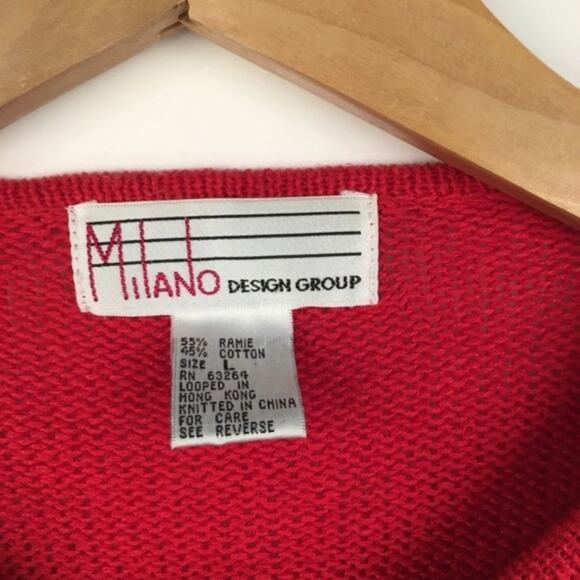 MILANO DESIGN GROUP
55% RAMIE
45% COTTON
SIZE L
RN 63264
LOOPED IN
HONG KONG
KNITTED IN CHINA
FOR CARE
SEE REVERSE